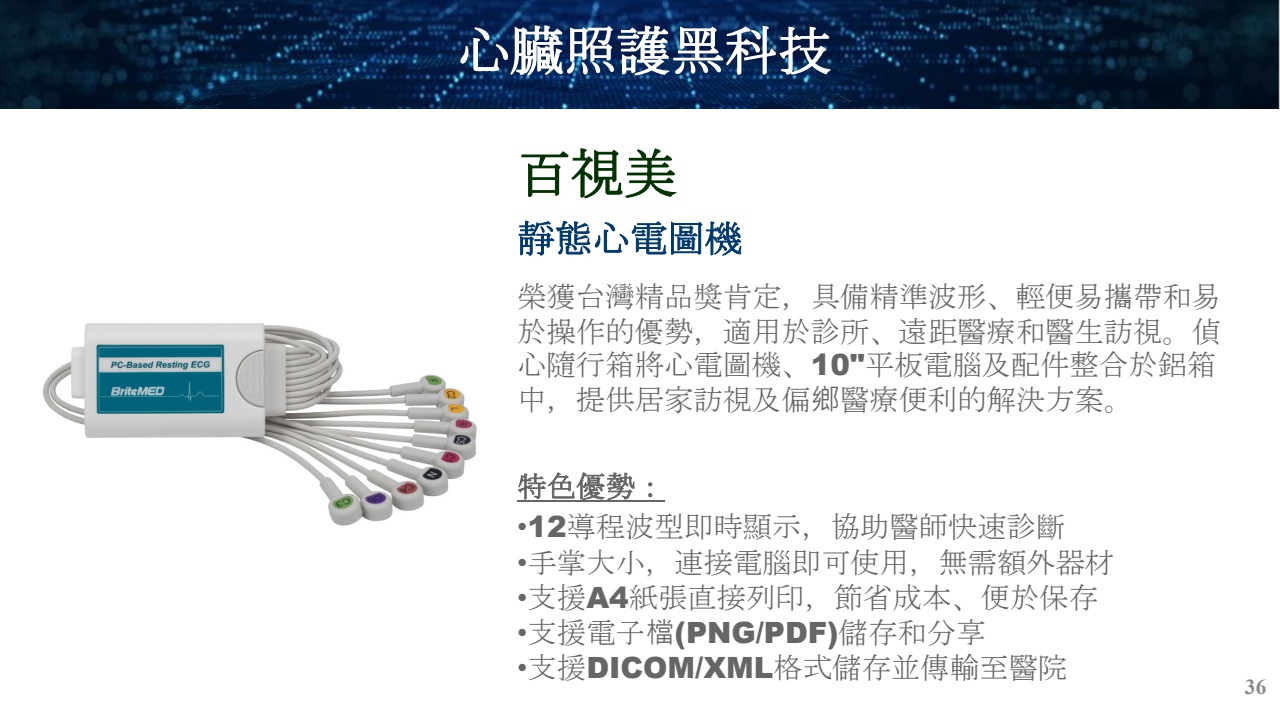 心臟照護黑科技
百視美
靜態心電圖機
榮獲台灣精品獎肯定，具備精準波形、輕便易攜帶和易
於操作的優勢，適用於診所、遠距醫療和醫生訪視。偵
心隨行箱將心電圖機、10"平板電腦及配件整合於鋁箱
中，提供居家訪視及偏鄉醫療便利的解決方案。
PC-Based Resting ECG
BriteMED
N
特色優勢：
•12導程波型即時顯示，協助醫師快速診斷
•手掌大小，連接電腦即可使用，無需額外器材
•支援A4紙張直接列印，節省成本、便於保存
•支援電子檔(PNG/PDF)儲存和分享
•支援DICOM/XML格式儲存並傳輸至醫院
36